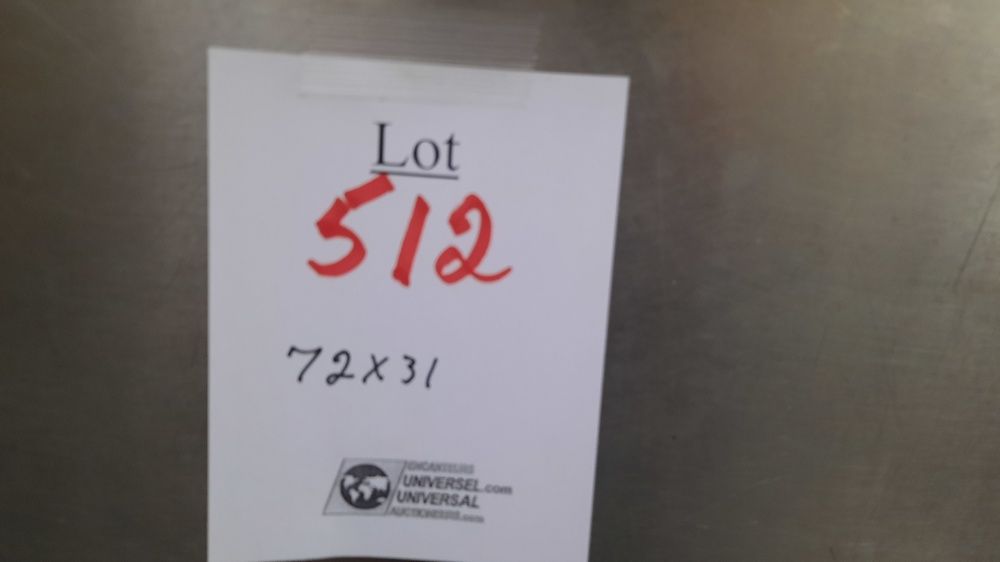 Lot
512
72x31
ENCANTEURS
UNIVERSEL.com
UNIVERSAL
AUCTIONEERS.com